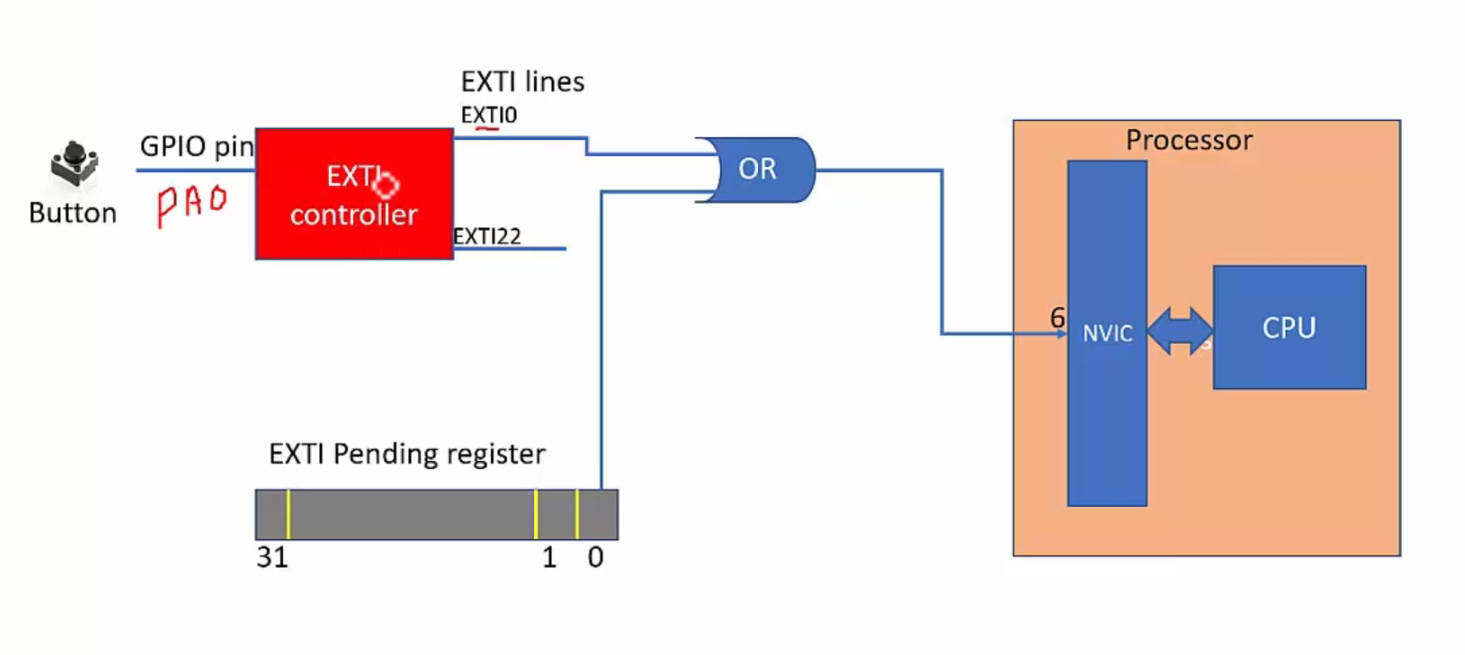 EXTI lines
EXTI0
GPIO pin
PA0
Button
EXTI
controller
EXTI22
OR
Processor
6
NVIC
CPU
EXTI Pending register
31 1 0